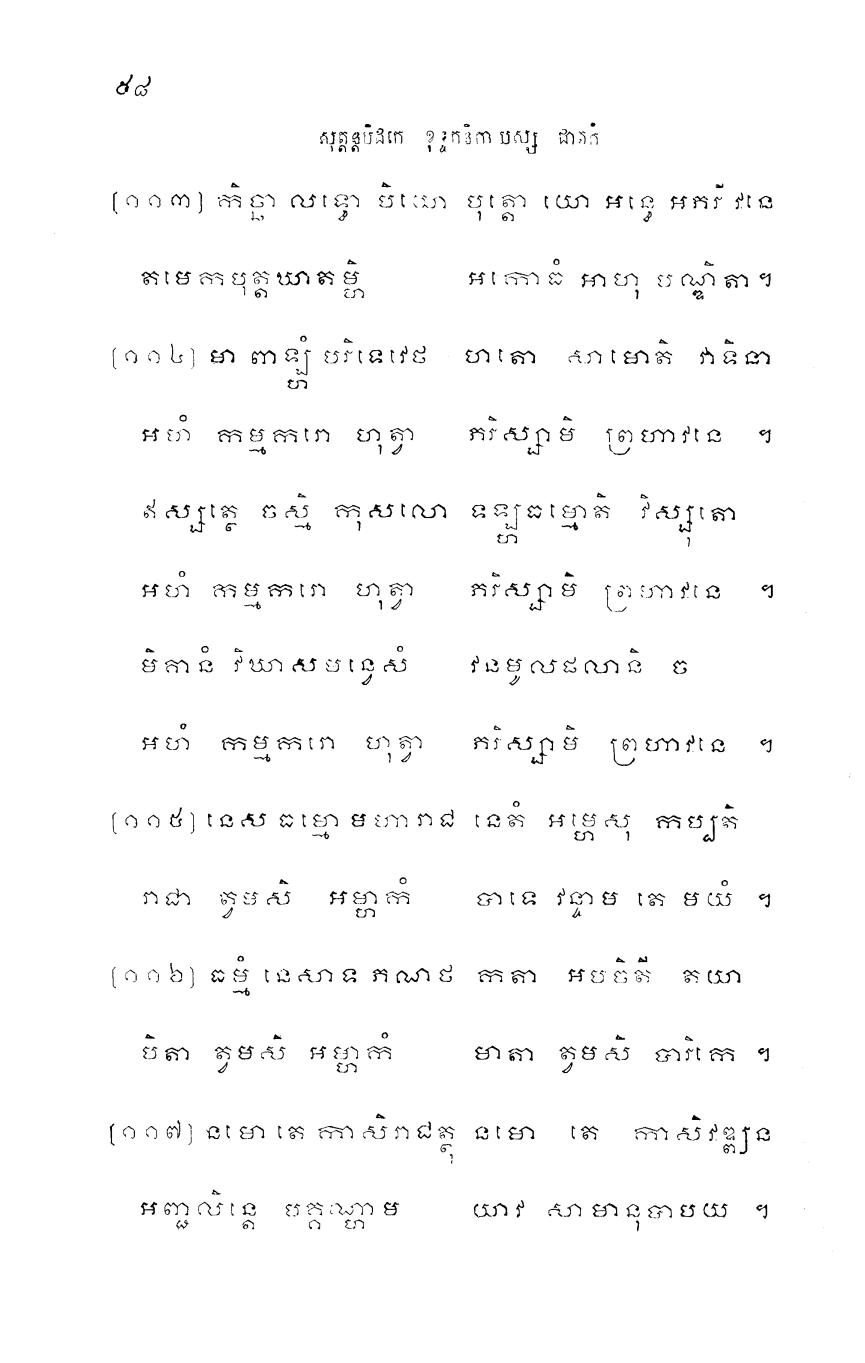 ៥៨
សុត្តន្តបិដកេ ខុទ្ទកនិកាយស្ស ជាតកំ
[១១៣] កិច្ឆា លទ្ធោ បិយោ បុត្តោ យោ អន្ធេ អភរី វនេ
តមេកបុត្តឃាតម្ហិ អក្កោធំ អាហុ បណ្ឌិតា។
[១១៤] មា ពាឡ្ហំ បរិទេវេថ ហតោ សាមោតិ វាទិនា
អហំ កម្មករោ ហុត្វា ភរិស្សាមិ ព្រហាវនេ ។
ឥស្សត្ថេ ចស្មិ កុសលោ ទឡ្ហធម្មោតិ វិស្សុតោ
អហំ កម្មករោ ហុត្វា ភរិស្សាមិ ព្រហាវនេ ។
មិគានំ វិឃាសមន្វេសំ វនមូលផលានិ ច
អហំ កម្មករោ ហុត្វា ភរិស្សាមិ ព្រហាវនេ ។
[១១៥] នេស ធម្មោ មហារាជ នេតំ អម្ហេសុ កប្បតិ
រាជា ត្វមសិ អម្ហាកំ បាទេ វន្ទាម តេ មយំ ។
[១១៦] ធម្មំ នេសាទ ភណថ កតា អបចិតី តយា
បិតា ត្វមសិ អម្ហាកំ មាតា ត្វមសិ បារិកេ ។
[១១៧] នមោ តេ កាសិរាជត្ថុ នមោ តេ កាសិវឌ្ឍន
អញ្ជលិន្តេ បគ្គណ្ហាម យាវ សាមានុបាបយ ។